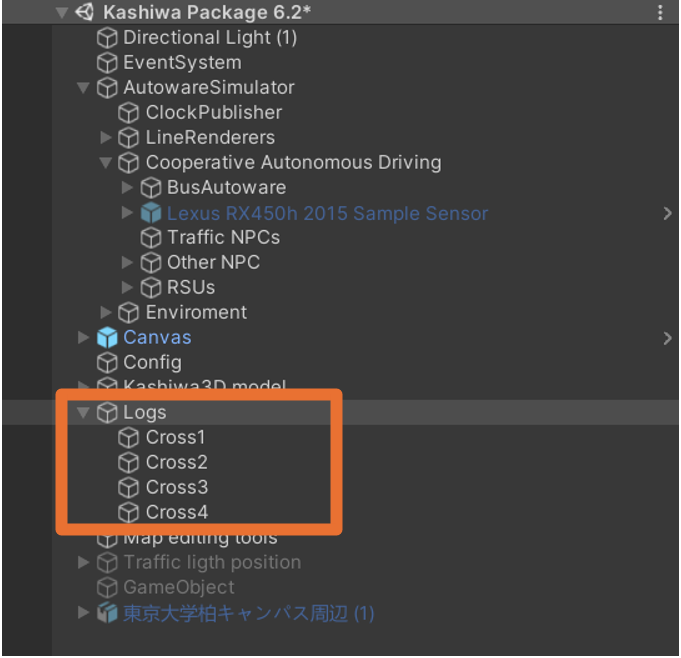 Kashiwa Package 6.2*
Directional Light (1)
EventSystem
AutowareSimulator
ClockPublisher
LineRenderers
Cooperative Autonomous Driving
BusAutoware
Lexus RX450h 2015 Sample Sensor
Traffic NPCs
Other NPC
RSUs
Enviroment
Canvas
Config
Kashiwa3D model
Logs
Cross1
Cross2
Cross3
Cross4
Map editing tools
Traffic ligth position
GameObject
東京大学柏キャンパス周辺 (1)